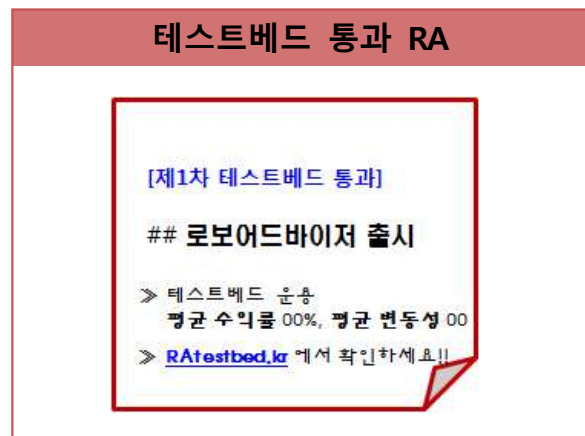 테스트베드 통과 RA
[제1차 테스트베드 통과]
## 로보어드바이저 출시
≫ 테스트베드 운용
평균 수익률 00%, 평균 변동성 00
≫ RAtestbed.kr 에서 확인하세요!!